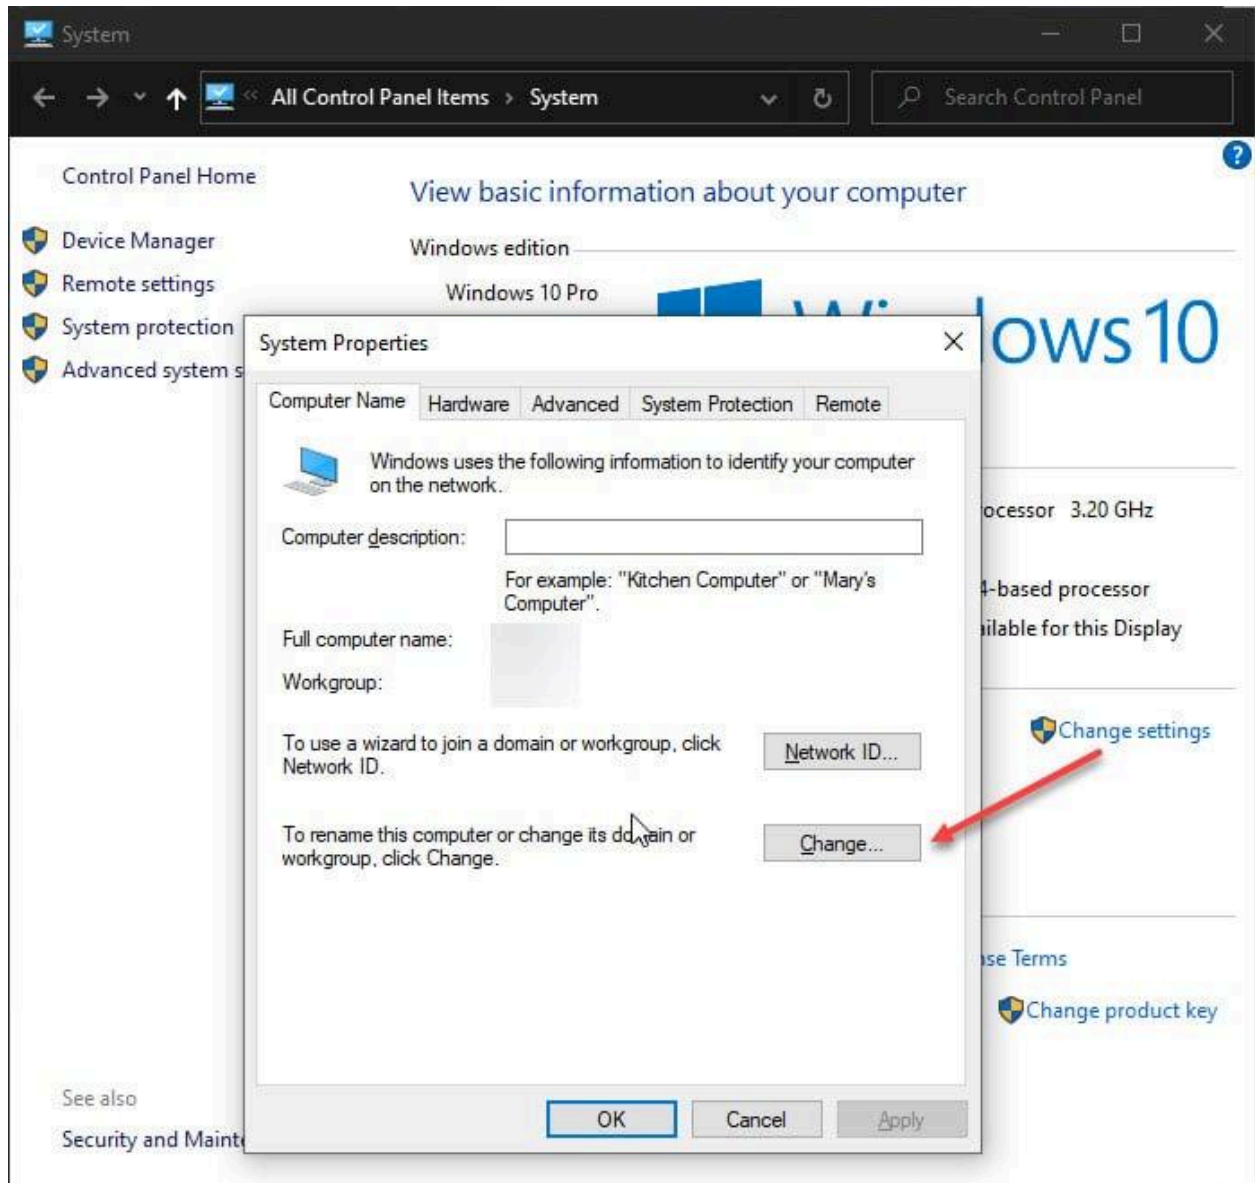 System
All Control Panel Items › System
Search Control Panel
Control Panel Home
Device Manager
Remote settings
System protection
Advanced system s
View basic information about your computer
Windows edition
Windows 10 Pro
ows 10
System Properties
Computer Name
Hardware
Advanced
System Protection
Remote
Windows uses the following information to identify your computer
on the network.
Computer description:
For example: "Kitchen Computer" or "Mary's
Computer".
Full computer name:
Workgroup:
To use a wizard to join a domain or workgroup, click
Network ID.
Network ID...
To rename this computer or change its domain or
workgroup, click Change.
Change...
OK
Cancel
Apply
ocessor 3.20 GHz
4-based processor
ailable for this Display
Change settings
nse Terms
Change product key
See also
Security and Mainte